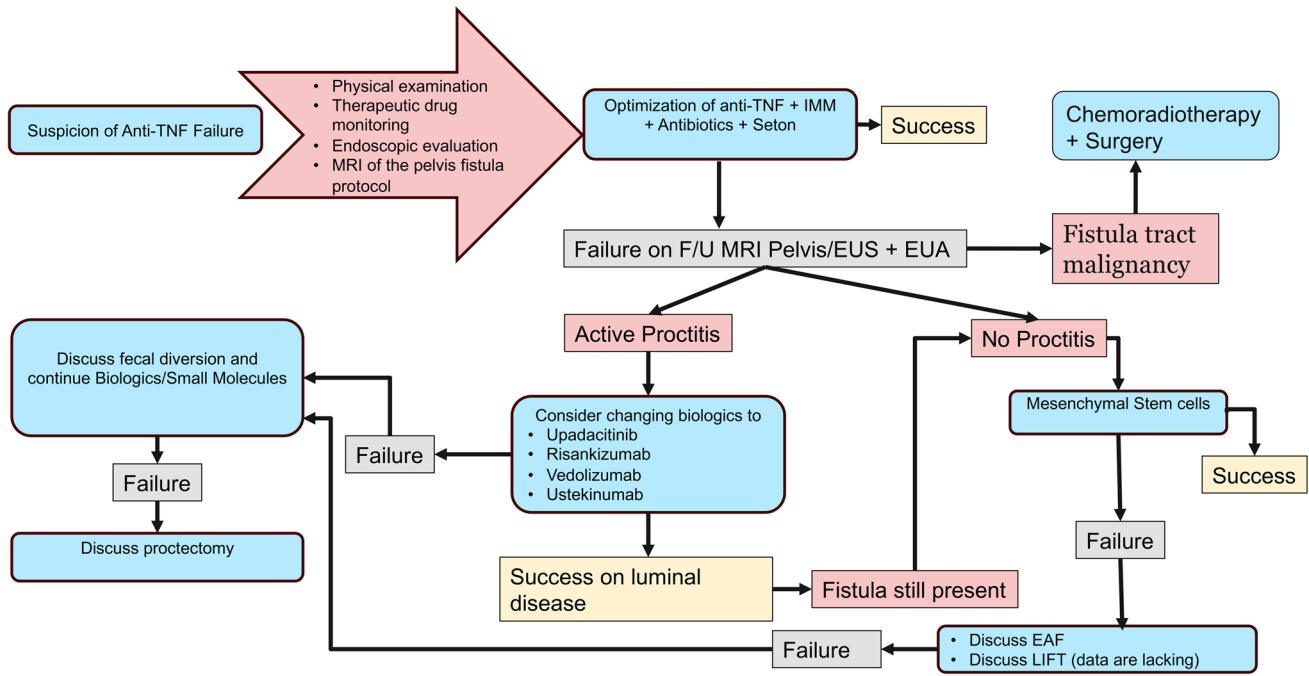 Suspicion of Anti-TNF Failure
• Physical examination
• Therapeutic drug
monitoring
• Endoscopic evaluation
• MRI of the pelvis fistula
protocol
Optimization of anti-TNF + IMM
+ Antibiotics + Seton
Success
Chemoradiotherapy
+ Surgery
Failure on F/U MRI Pelvis/EUS + EUA
Fistula tract
malignancy
Active Proctitis
No Proctitis
Discuss fecal diversion and
continue Biologics/Small Molecules
Consider changing biologics to
• Upadacitinib
• Risankizumab
• Vedolizumab
• Ustekinumab
Mesenchymal Stem cells
Failure
Success
Failure
Failure
Discuss proctectomy
Success on luminal
disease
Fistula still present
Failure
• Discuss EAF
• Discuss LIFT (data are lacking)